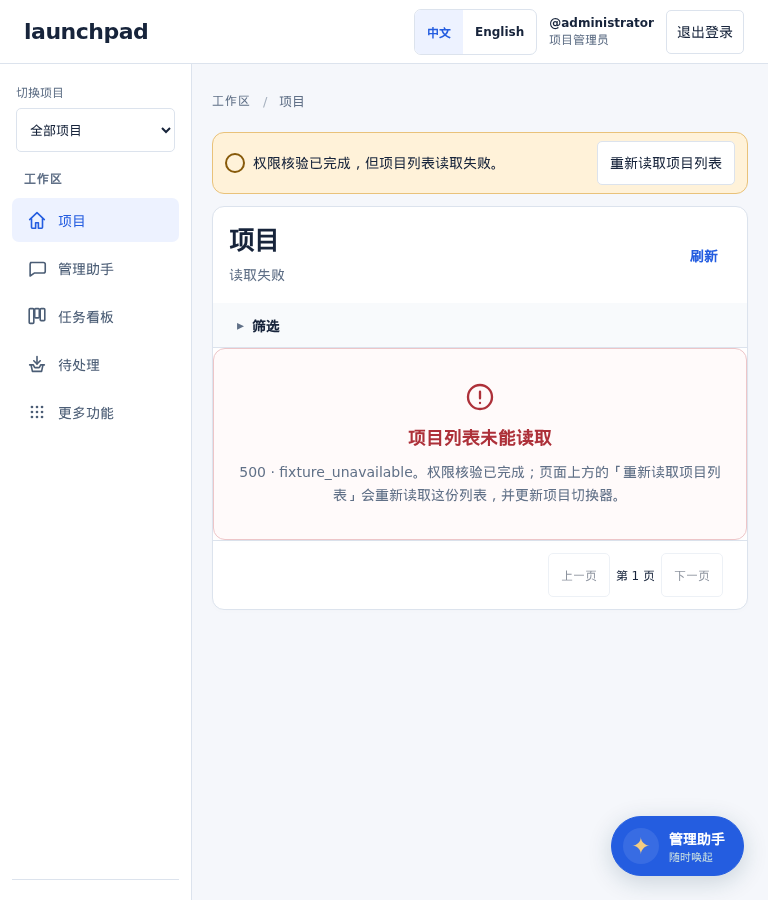 launchpad
中文
English
@administrator
项目管理员
退出登录
切换项目
全部项目
工作区
项目
管理助手
任务看板
待处理
更多功能
工作区 / 项目
权限核验已完成，但项目列表读取失败。
重新读取项目列表
项目
读取失败
刷新
▸ 筛选
项目列表未能读取
500 · fixture_unavailable。权限核验已完成；页面上方的「重新读取项目列
表」会重新读取这份列表，并更新项目切换器。
上一页
第 1 页
下一页
管理助手
随时唤起